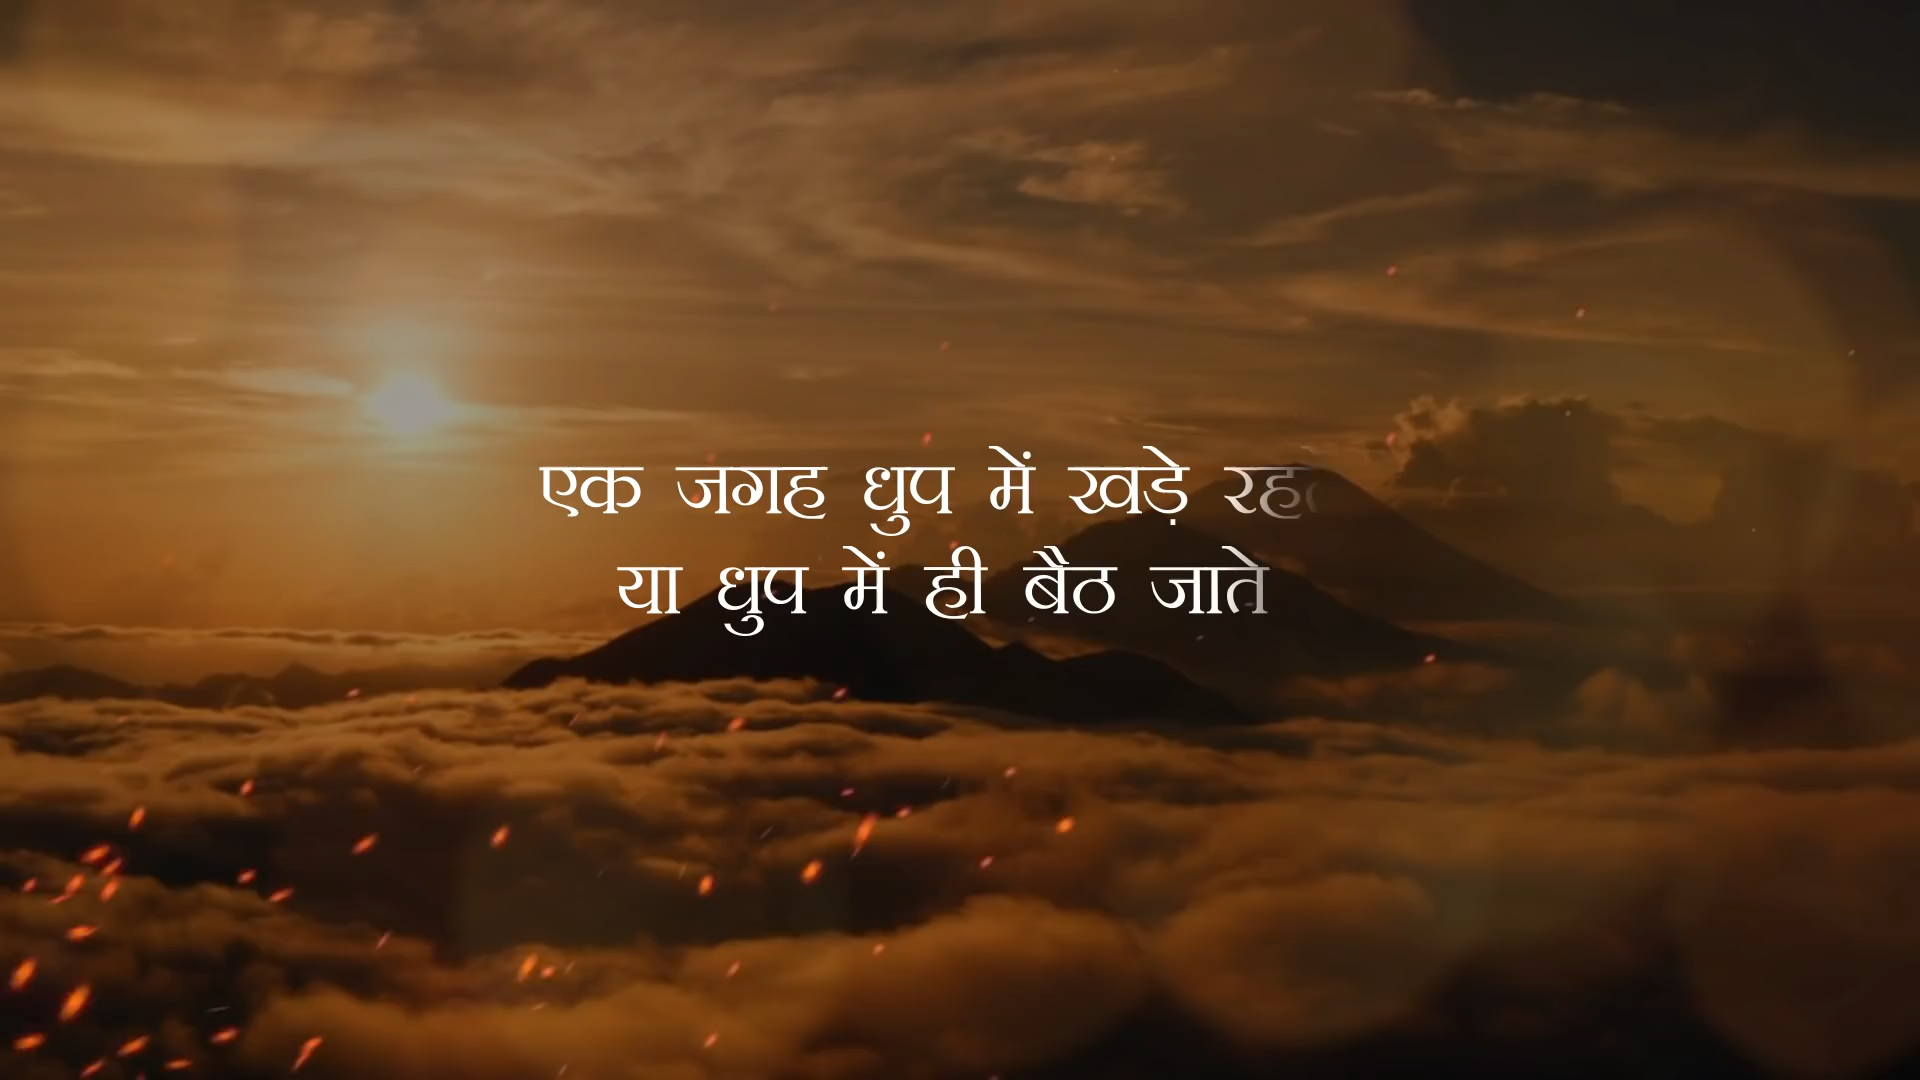 एक जगह धुप में खड़े
या धुप में ही बैठ जाते